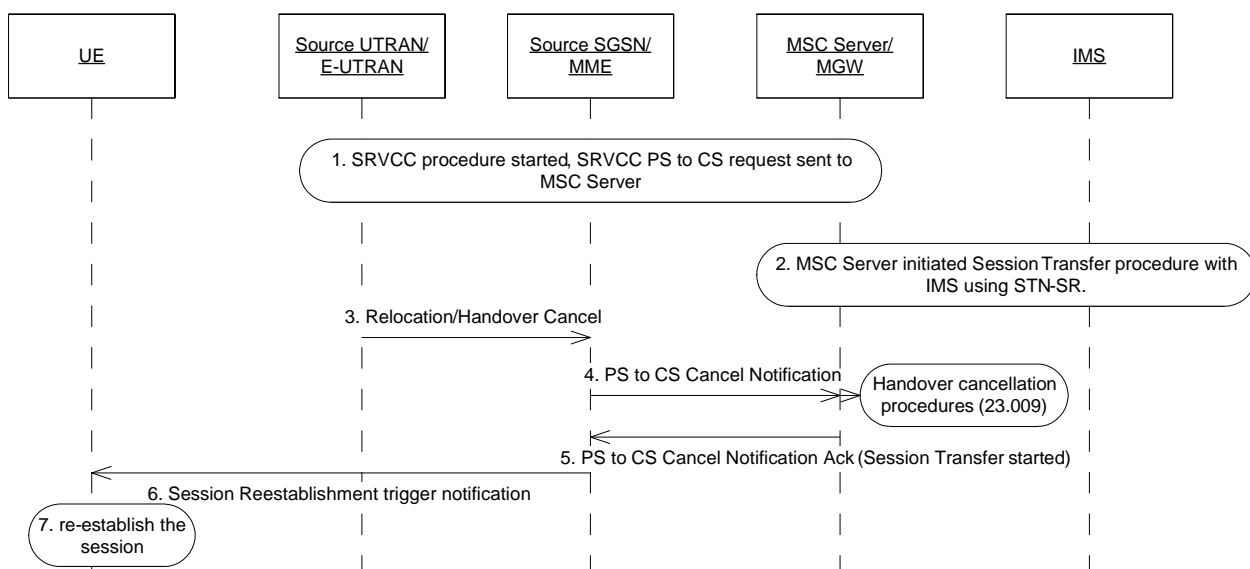 UE
Source UTRAN/
E-UTRAN
Source SGSN/
MME
MSC Server/
MGW
IMS
1. SRVCC procedure started, SRVCC PS to CS request sent to
MSC Server
2. MSC Server initiated Session Transfer procedure with
IMS using STN-SR.
3. Relocation/Handover Cancel
4. PS to CS Cancel Notification
Handover cancellation
procedures (23.009)
5. PS to CS Cancel Notification Ack (Session Transfer started)
6. Session Reestablishment trigger notification
7. re-establish the
session